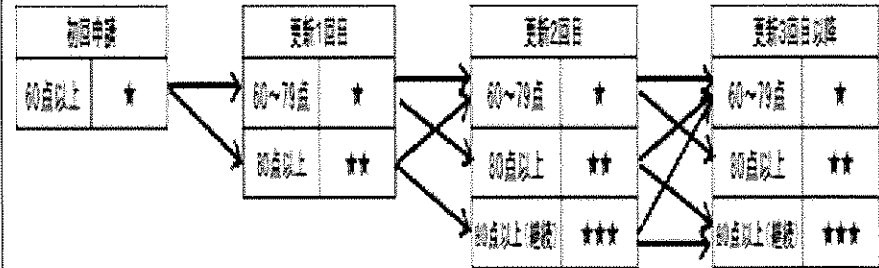 初回申請 更新1回目 更新2回目 更新3回目以降
60点以上 ★ 60~79点 ★ 60~79点 ★ 60~79点 ★
80点以上 ★★ 80点以上 ★★ 80点以上 ★★
80点以上(継続) ★★★ 80点以上(継続) ★★★